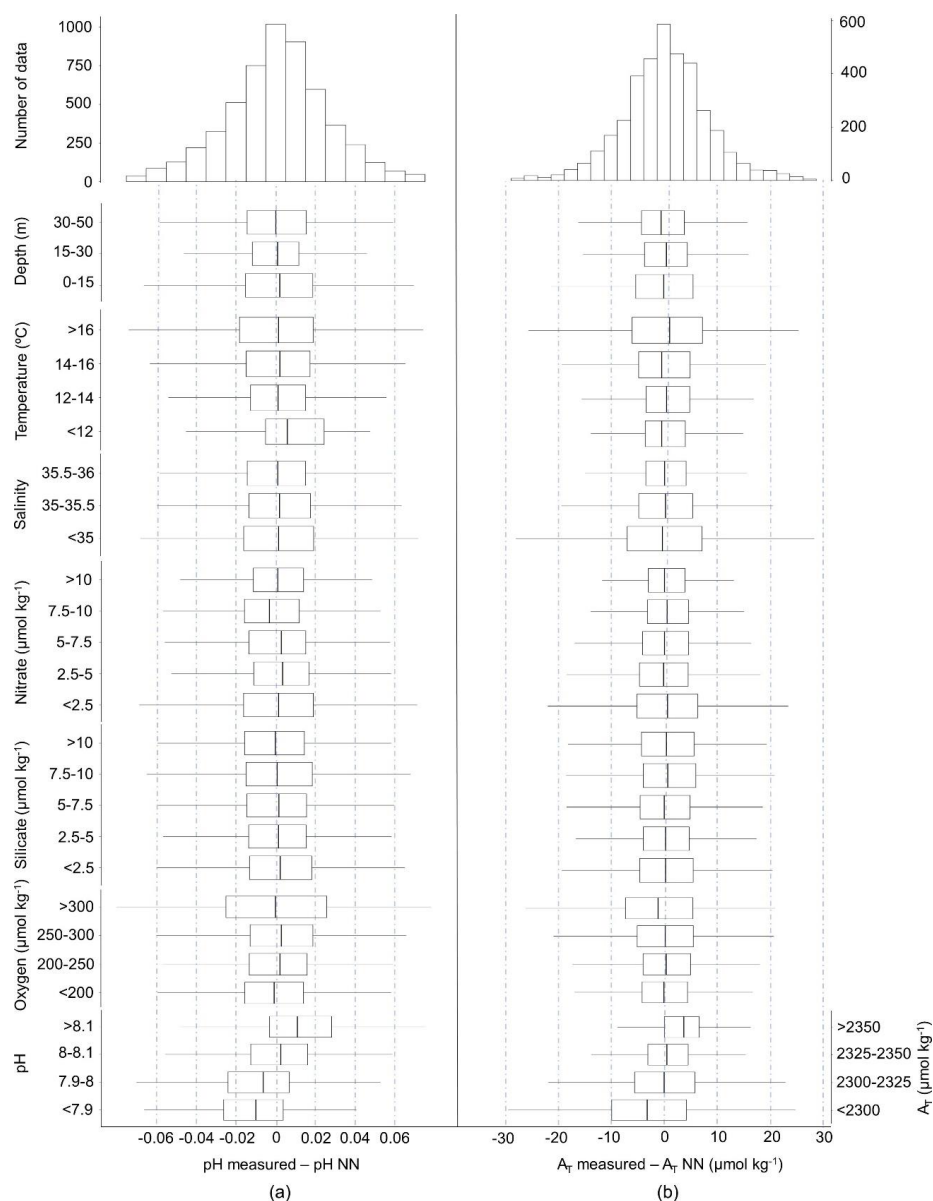 Number of data
1000
750
500
250
0
600
400
200
0
Depth (m)
30-50
15-30
0-15
Temperature (ºC)
>16
14-16
12-14
<12
Salinity
35.5-36
35-35.5
<35
Nitrate (µmol kg-1)
>10
7.5-10
5-7.5
2.5-5
<2.5
Silicate (µmol kg-1)
>10
7.5-10
5-7.5
2.5-5
<2.5
Oxygen (µmol kg-1)
>300
250-300
200-250
<200
pH
>8.1
8-8.1
7.9-8
<7.9
>2350
2325-2350
2300-2325
<2300
AT (µmol kg-1)
-0.06 -0.04 -0.02 0 0.02 0.04 0.06
pH measured – pH NN
(a)
-30 -20 -10 0 10 20 30
AT measured – AT NN (µmol kg-1)
(b)